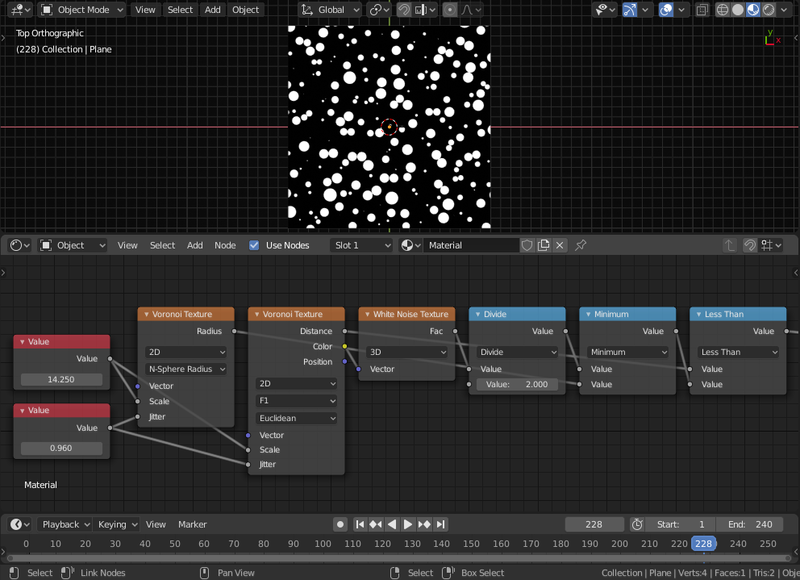 Object Mode View Select Add Object Global
Top Orthographic
(228) Collection | Plane
Y
X
Object View Select Add Node Use Nodes Slot 1 Material
Voronoi Texture Voronoi Texture White Noise Texture Divide Minimum Less Than
Radius Distance Fac Value Value Value
Value Color
Value 2D Position 3D Divide Minimum Less Than
14.250 N-Sphere Radius Vector Value Value Value
Vector 2D Value: 2.000 Value Value
Scale F1
Value Jitter Euclidean
Value Vector
0.960 Scale
Jitter
Material
Playback Keying View Marker 228 Start: 1 End: 240
0 10 20 30 40 50 60 70 80 90 100 110 120 130 140 150 160 170 180 190 200 210 220 228 240 250
Select Link Nodes Pan View Select Box Select Collection | Plane | Verts:4 | Faces:1 | Tris:2 | Obje